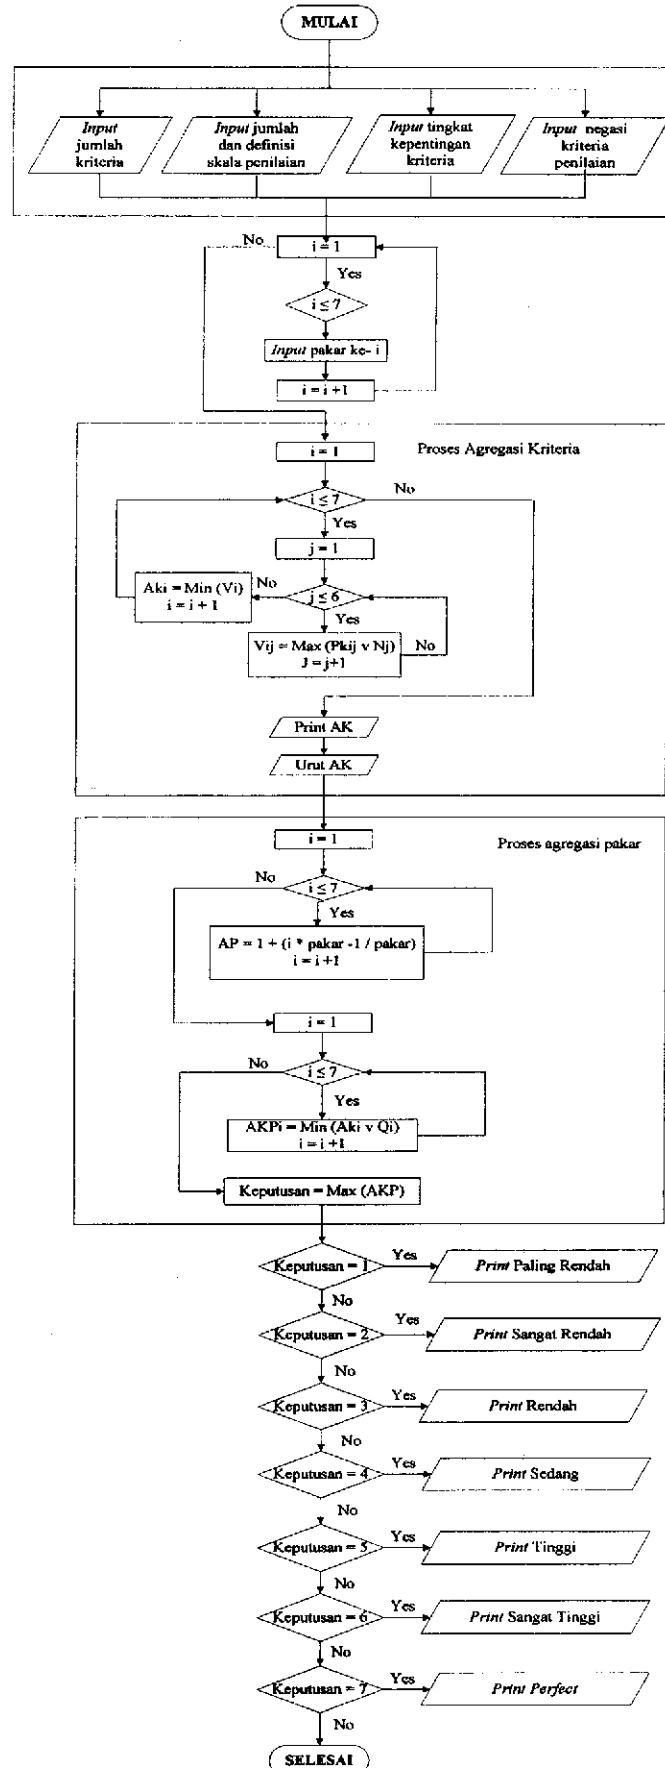 MULAI
Input
jumlah
kriteria
Input jumlah
dan definisi
skala penilaian
Input tingkat
kepentingan
kriteria
Input negasi
kriteria
penilaian
No
i = 1
Yes
i ≤ 7
Input pakar ke- i
i = i+1
Proses Agregasi Kriteria
i = 1
i ≤ 7
No
Yes
j = 1
Aki = Min (Vi)
i = i + 1
No
j ≤ 6
Yes
Vij = Max (Pkij v Nj)
J = j+1
No
Print AK
Urut AK
Proses agregasi pakar
i = 1
No
i ≤ 7
Yes
AP = 1 + (i * pakar -1 / pakar)
i = i+1
i = 1
No
i ≤ 7
Yes
AKPi = Min (Aki v Qi)
i = i+1
Keputusan = Max (AKP)
Keputusan = 1
Yes
Print Paling Rendah
No
Keputusan = 2
Yes
Print Sangat Rendah
No
Keputusan = 3
Yes
Print Rendah
No
Keputusan = 4
Yes
Print Sedang
No
Keputusan = 5
Yes
Print Tinggi
No
Keputusan = 6
Yes
Print Sangat Tinggi
No
Keputusan = 7
Yes
Print Perfect
No
SELESAI